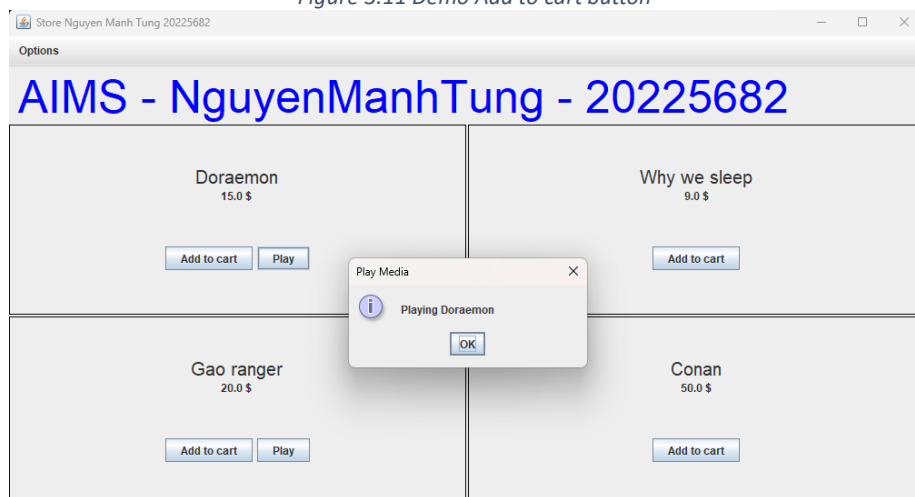 Figure 3.11 Demo Add to cart button
Store Nguyen Manh Tung 20225682
Options
AIMS - NguyenManhTung - 20225682
Doraemon
15.0 $
Add to cart Play
Why we sleep
9.0 $
Add to cart
Play Media
Playing Doraemon
OK
Gao ranger
20.0 $
Add to cart Play
Conan
50.0 $
Add to cart